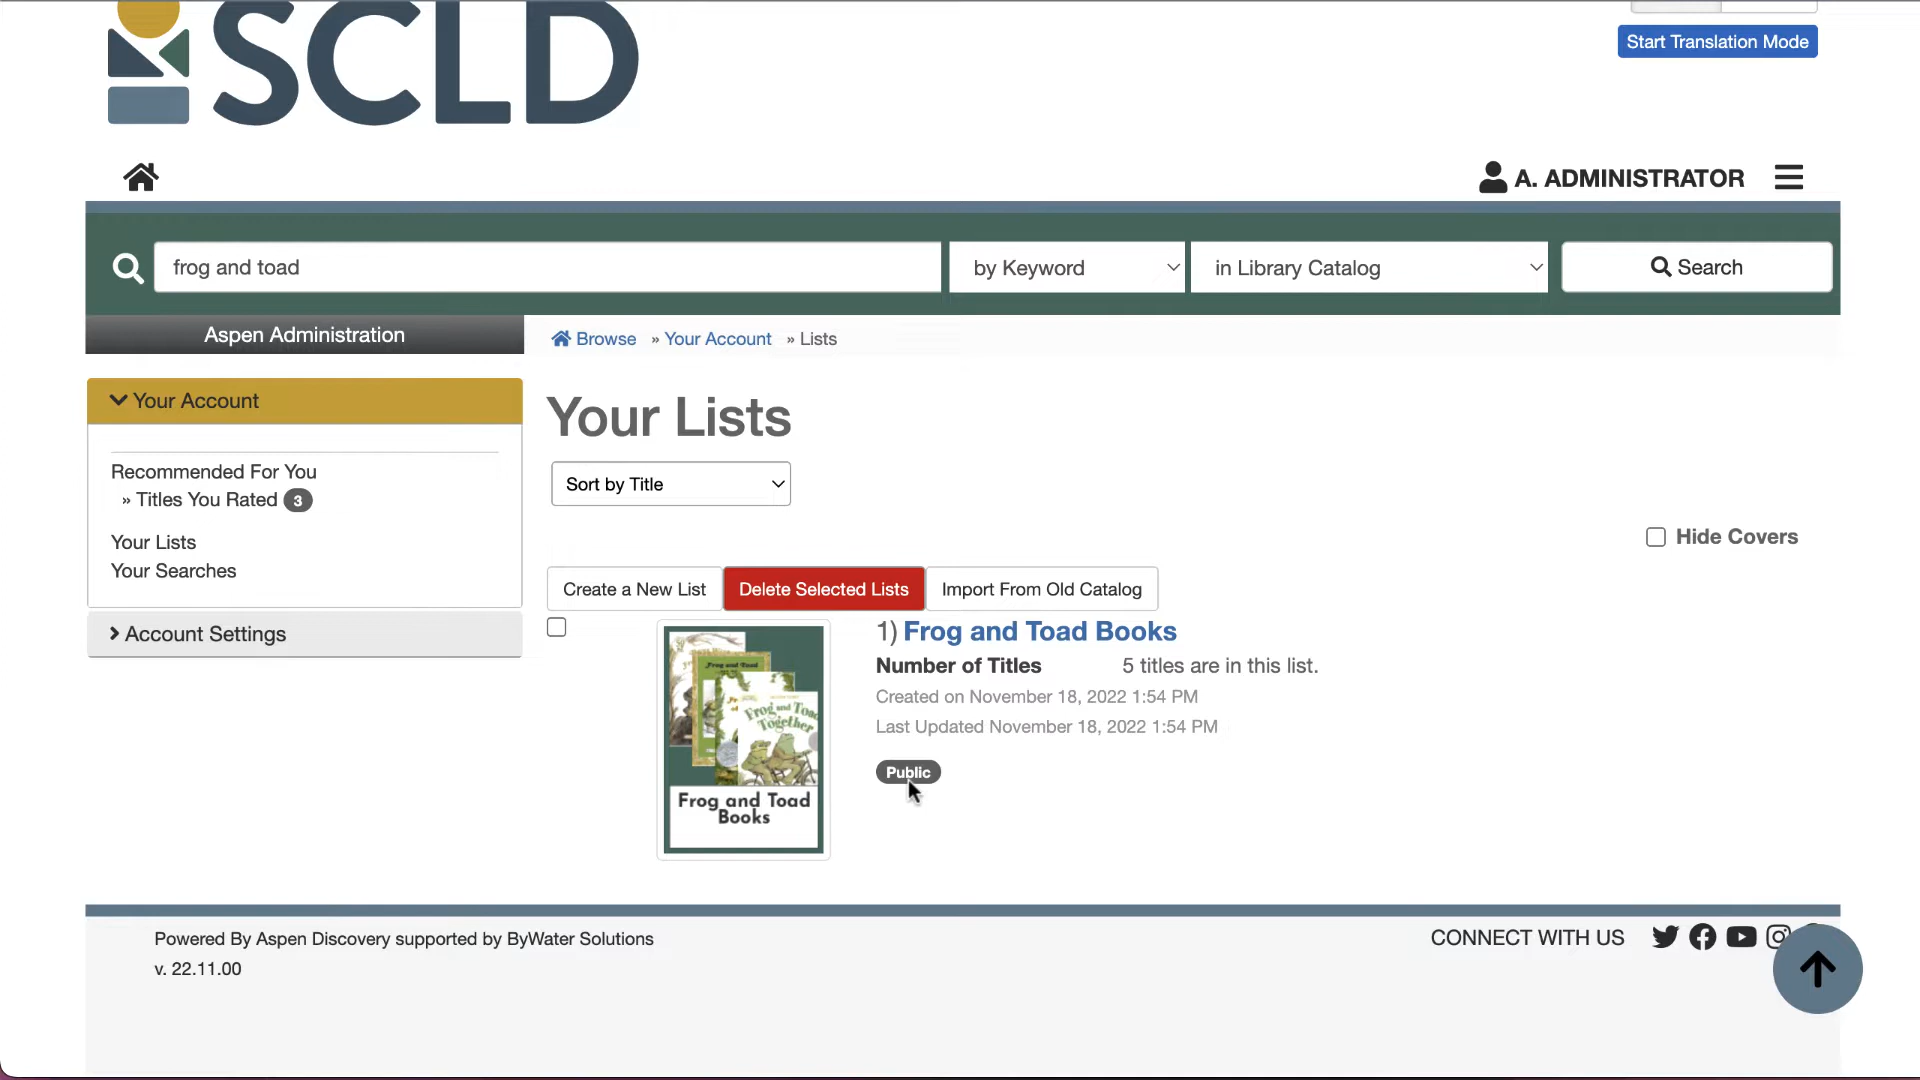 SCLD
Start Translation Mode
A. ADMINISTRATOR
frog and toad
by Keyword
in Library Catalog
Search
Aspen Administration
Browse » Your Account » Lists
Your Account
Recommended For You
» Titles You Rated 3
Your Lists
Your Searches
Account Settings
Your Lists
Sort by Title
Hide Covers
Create a New List
Delete Selected Lists
Import From Old Catalog
Frog and Toad
Together
Frog and Toad
Books
1) Frog and Toad Books
Number of Titles 5 titles are in this list.
Created on November 18, 2022 1:54 PM
Last Updated November 18, 2022 1:54 PM
Public
Powered By Aspen Discovery supported by ByWater Solutions
v. 22.11.00
CONNECT WITH US